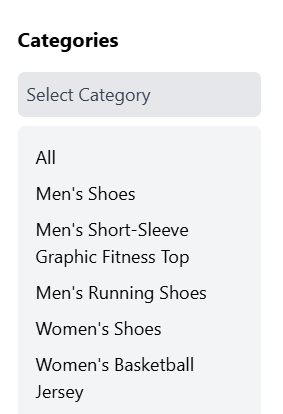 Categories
Select Category
All
Men's Shoes
Men's Short-Sleeve
Graphic Fitness Top
Men's Running Shoes
Women's Shoes
Women's Basketball
Jersey